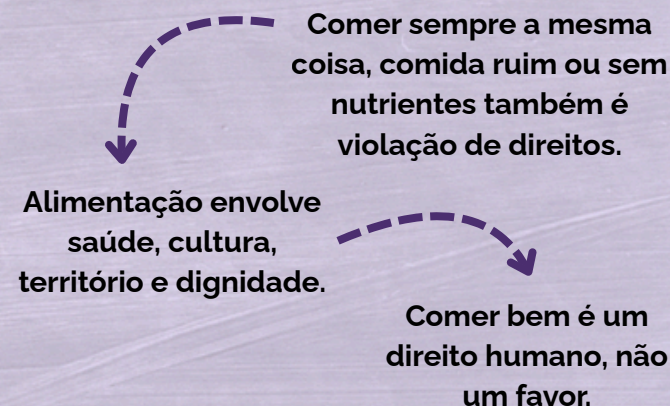 Comer sempre a mesma
coisa, comida ruim ou sem
nutrientes também é
violação de direitos.
Alimentação envolve
saúde, cultura,
território e dignidade.
Comer bem é um
direito humano, não
um favor.